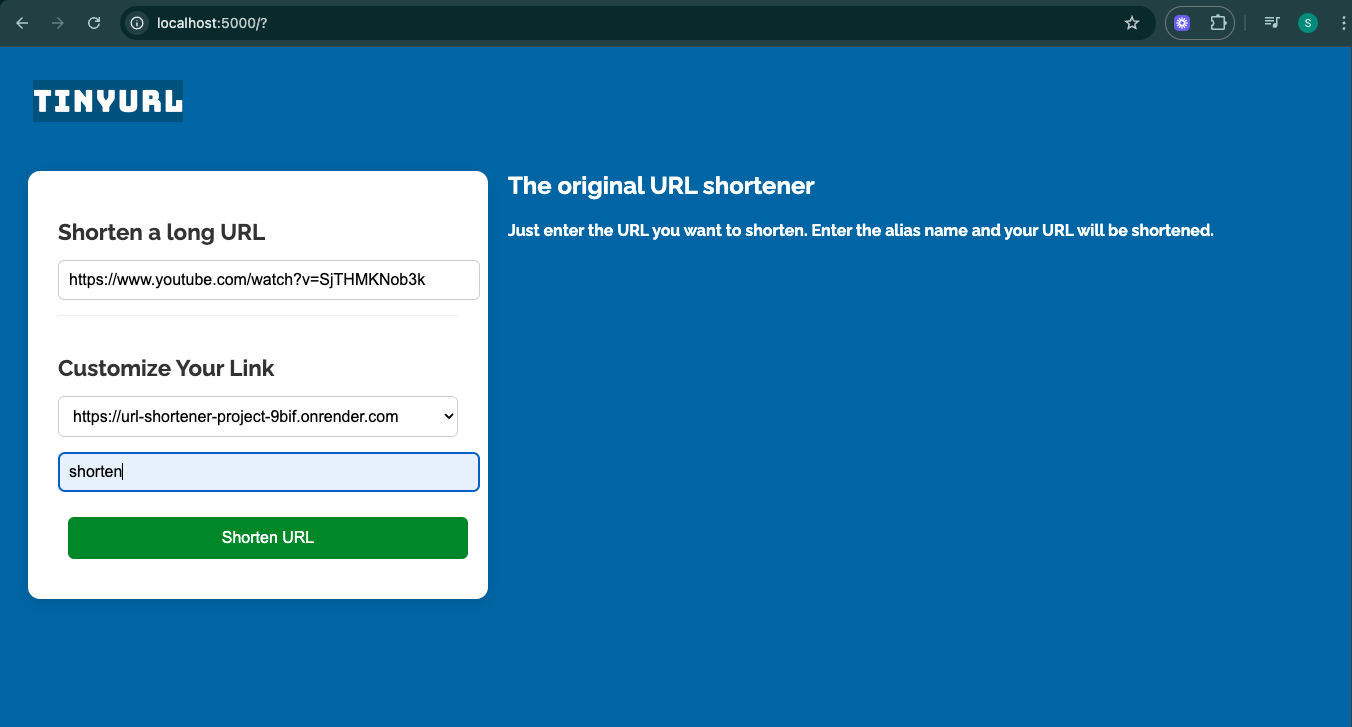 localhost:5000/?
S
TINYURL
The original URL shortener
Just enter the URL you want to shorten. Enter the alias name and your URL will be shortened.
Shorten a long URL
https://www.youtube.com/watch?v=SjTHMKNob3k
Customize Your Link
https://url-shortener-project-9bif.onrender.com
shorten
Shorten URL